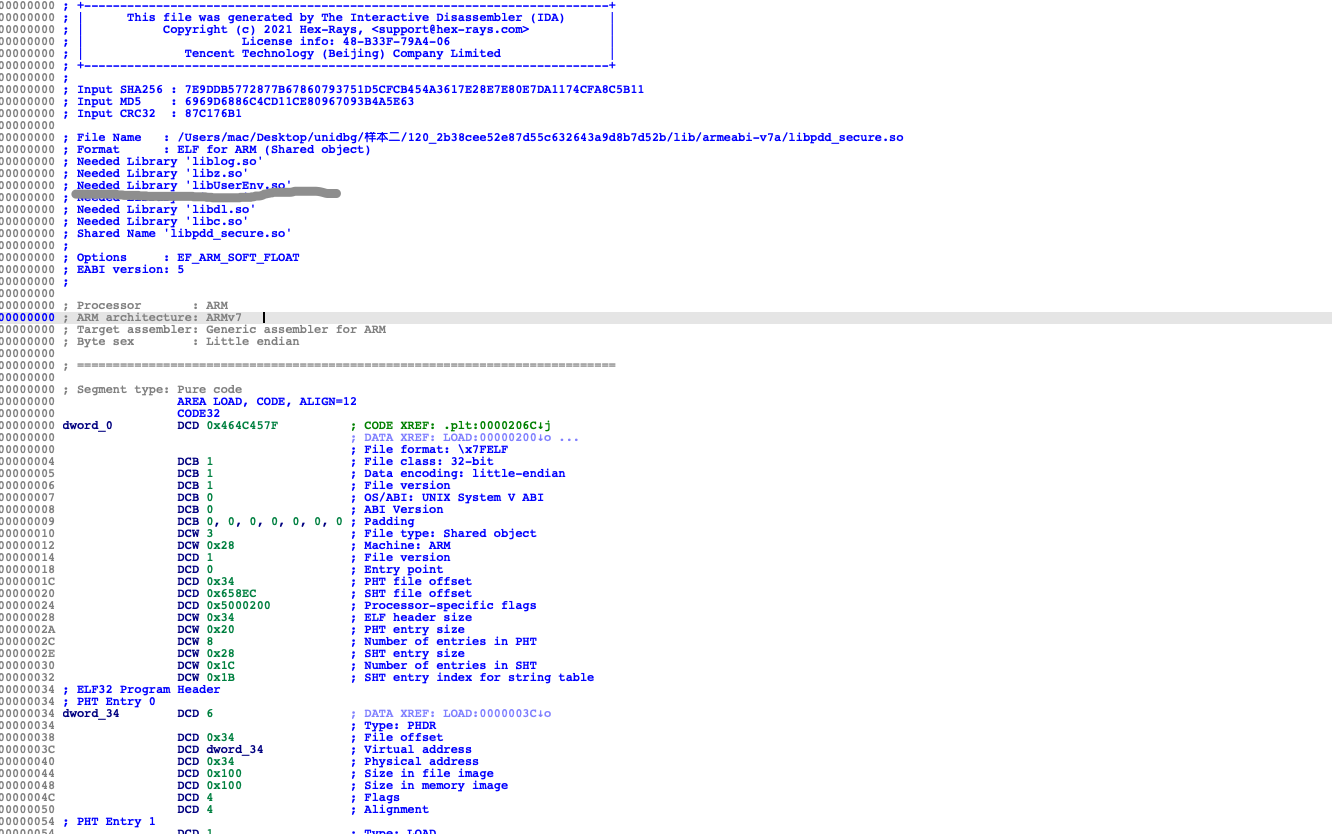 00000000 ; +-------------------------------------------------------------------------+
00000000 ; |      This file was generated by The Interactive Disassembler (IDA)      |
00000000 ; |           Copyright (c) 2021 Hex-Rays, <support@hex-rays.com>           |
00000000 ; |                      License info: 48-B33F-79A4-06                      |
00000000 ; |              Tencent Technology (Beijing) Company Limited               |
00000000 ; +-------------------------------------------------------------------------+
00000000 ;
00000000 ; Input SHA256 : 7E9DDB5772877B67860793751D5CFCB454A3617E28E7E80E7DA1174CFA8C5B11
00000000 ; Input MD5    : 6969D6886C4CD11CE80967093B4A5E63
00000000 ; Input CRC32  : 87C176B1
00000000
00000000 ; File Name   : /Users/mac/Desktop/unidbg/样本二/120_2b38cee52e87d55c632643a9d8b7d52b/lib/armeabi-v7a/libpdd_secure.so
00000000 ; Format      : ELF for ARM (Shared object)
00000000 ; Needed Library 'liblog.so'
00000000 ; Needed Library 'libz.so'
00000000 ; Needed Library 'libUserEnv.so'
00000000 ;
00000000 ; Needed Library 'libdl.so'
00000000 ; Needed Library 'libc.so'
00000000 ; Shared Name 'libpdd_secure.so'
00000000 ;
00000000 ; Options     : EF_ARM_SOFT_FLOAT
00000000 ; EABI version: 5
00000000 ;
00000000
00000000 ; Processor       : ARM
00000000 ; ARM architecture: ARMv7
00000000 ; Target assembler: Generic assembler for ARM
00000000 ; Byte sex        : Little endian
00000000
00000000 ; ===========================================================================
00000000
00000000 ; Segment type: Pure code
00000000                 AREA LOAD, CODE, ALIGN=12
00000000                 CODE32
00000000 dword_0         DCD 0x464C457F          ; CODE XREF: .plt:0000206C↓j
00000000                                         ; DATA XREF: LOAD:00000200↓o ...
00000000                                         ; File format: \x7FELF
00000004                 DCB 1                   ; File class: 32-bit
00000005                 DCB 1                   ; Data encoding: little-endian
00000006                 DCB 1                   ; File version
00000007                 DCB 0                   ; OS/ABI: UNIX System V ABI
00000008                 DCB 0                   ; ABI Version
00000009                 DCB 0, 0, 0, 0, 0, 0, 0 ; Padding
00000010                 DCW 3                   ; File type: Shared object
00000012                 DCW 0x28                ; Machine: ARM
00000014                 DCD 1                   ; File version
00000018                 DCD 0                   ; Entry point
0000001C                 DCD 0x34                ; PHT file offset
00000020                 DCD 0x658EC             ; SHT file offset
00000024                 DCD 0x5000200           ; Processor-specific flags
00000028                 DCW 0x34                ; ELF header size
0000002A                 DCW 0x20                ; PHT entry size
0000002C                 DCW 8                   ; Number of entries in PHT
0000002E                 DCW 0x28                ; SHT entry size
00000030                 DCW 0x1C                ; Number of entries in SHT
00000032                 DCW 0x1B                ; SHT entry index for string table
00000034 ; ELF32 Program Header
00000034 ; PHT Entry 0
00000034 dword_34        DCD 6                   ; DATA XREF: LOAD:0000003C↓o
00000034                                         ; Type: PHDR
00000038                 DCD 0x34                ; File offset
0000003C                 DCD dword_34            ; Virtual address
00000040                 DCD 0x34                ; Physical address
00000044                 DCD 0x100               ; Size in file image
00000048                 DCD 0x100               ; Size in memory image
0000004C                 DCD 4                   ; Flags
00000050                 DCD 4                   ; Alignment
00000054 ; PHT Entry 1
00000054                 DCD 1                   ; Type: LOAD